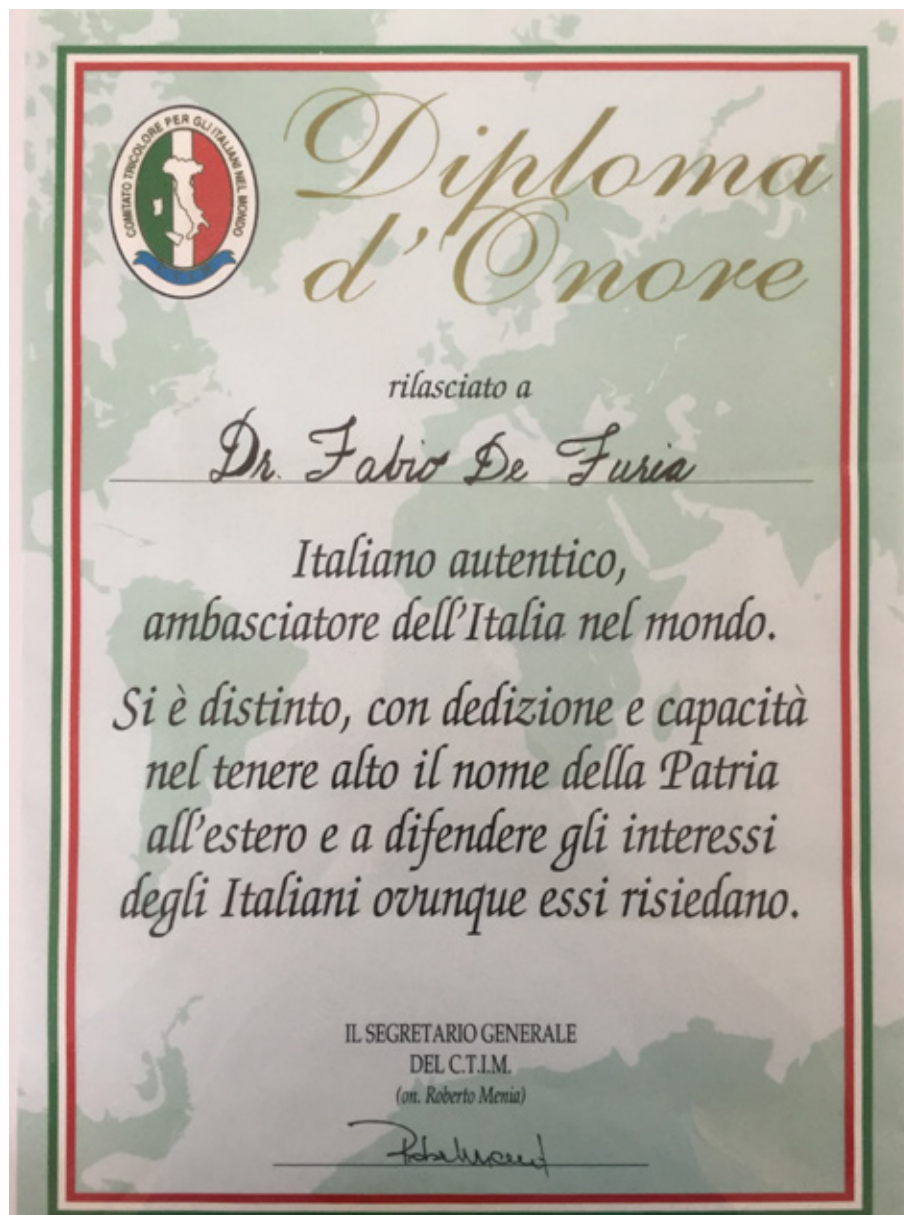 COMITATO TRICOLORE PER GLI ITALIANI NEL MONDO
Diploma
d'Onore
rilasciato a
Dr. Fabio De Furia
Italiano autentico,
ambasciatore dell'Italia nel mondo.
Si è distinto, con dedizione e capacità
nel tenere alto il nome della Patria
all'estero e a difendere gli interessi
degli Italiani ovunque essi risiedano.
IL SEGRETARIO GENERALE
DEL C.T.I.M.
(on. Roberto Menia)